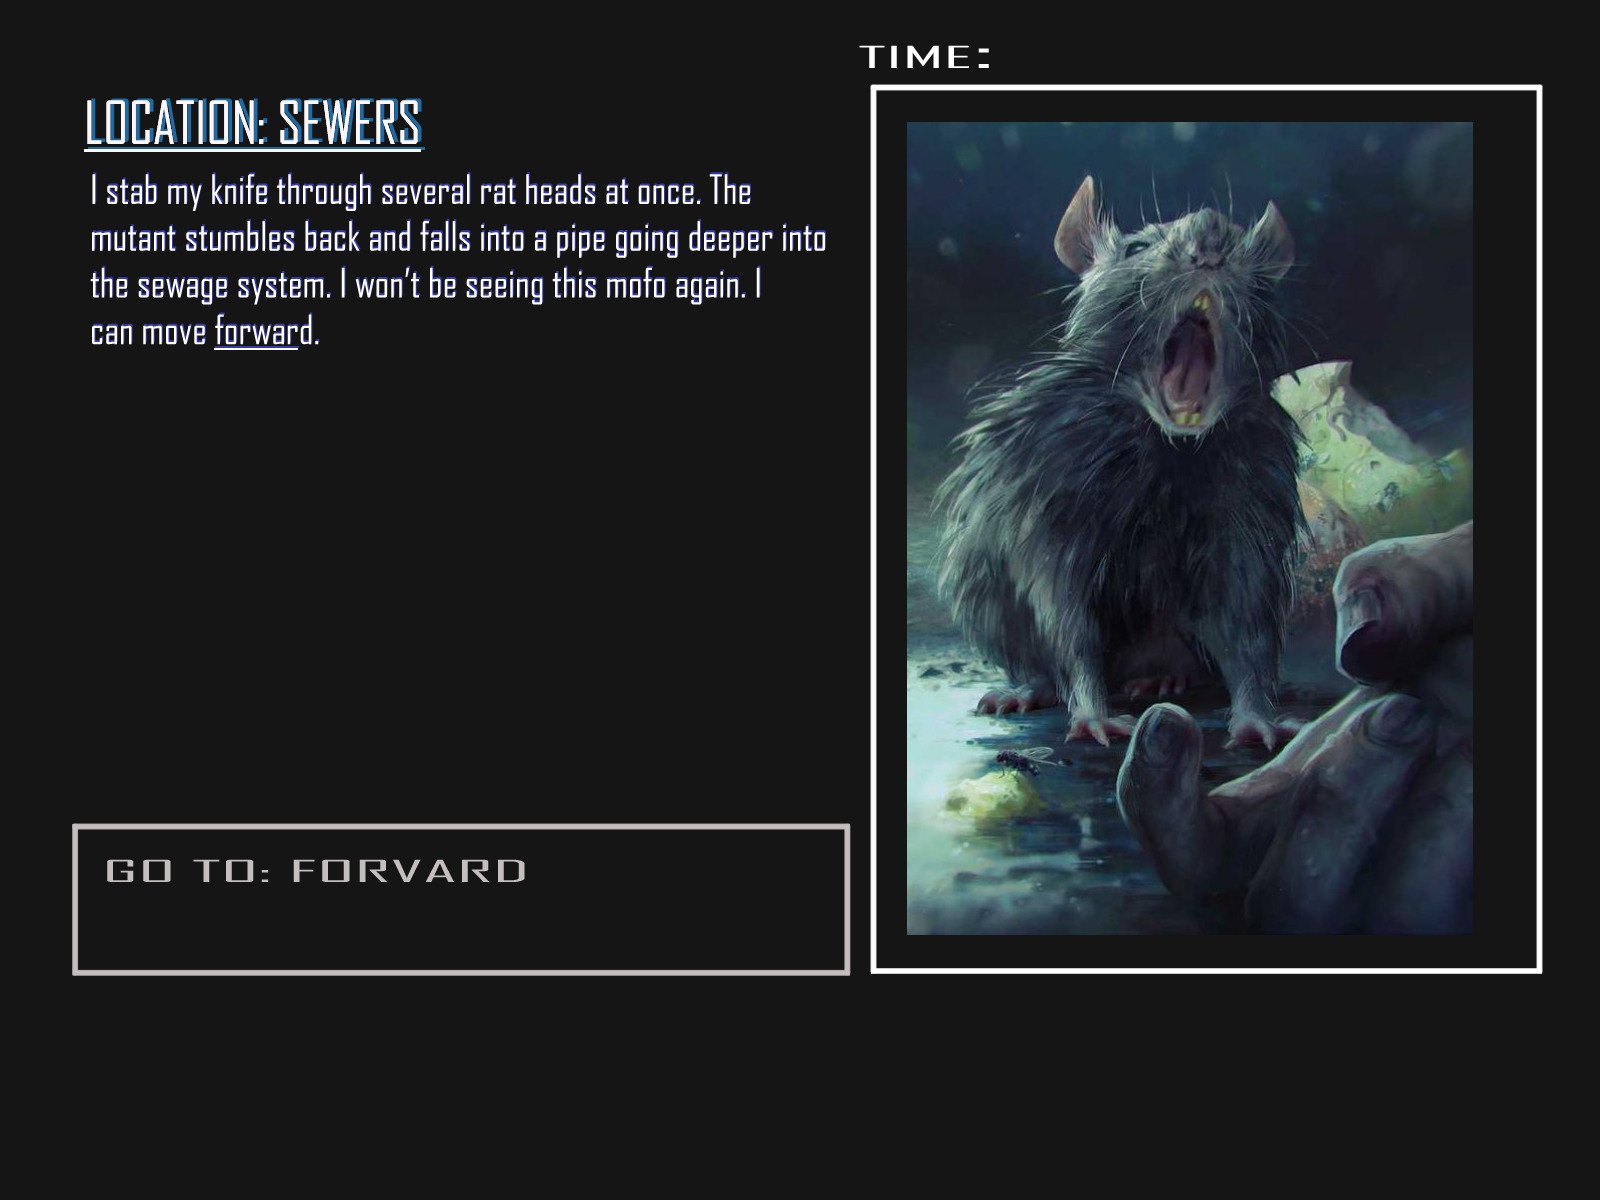 TIME:
LOCATION: SEWERS
I stab my knife through several rat heads at once. The
mutant stumbles back and falls into a pipe going deeper into
the sewage system. I won’t be seeing this mofo again. I
can move forward.
GO TO: FORVARD